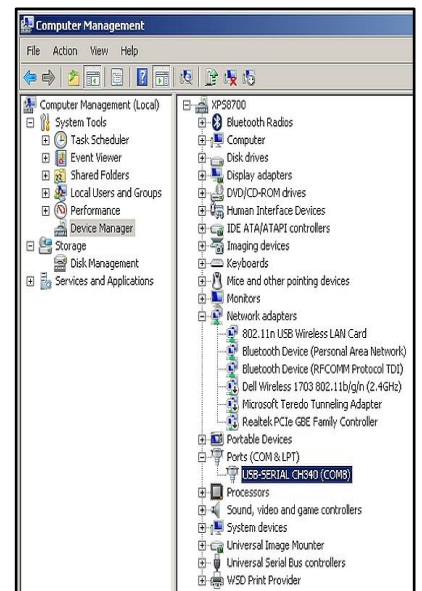 Computer Management
File Action View Help
Computer Management (Local)
System Tools
Task Scheduler
Event Viewer
Shared Folders
Local Users and Groups
Performance
Device Manager
Storage
Disk Management
Services and Applications
XPS8700
Bluetooth Radios
Computer
Disk drives
Display adapters
DVD/CD-ROM drives
Human Interface Devices
IDE ATA/ATAPI controllers
Imaging devices
Keyboards
Mice and other pointing devices
Monitors
Network adapters
802.11n USB Wireless LAN Card
Bluetooth Device (Personal Area Network)
Bluetooth Device (RFCOMM Protocol TDI)
Dell Wireless 1703 802.11b/g/n (2.4GHz)
Microsoft Teredo Tunneling Adapter
Realtek PCIe GBE Family Controller
Portable Devices
Ports (COM & LPT)
USB-SERIAL CH340 (COM8)
Processors
Sound, video and game controllers
System devices
Universal Image Mounter
Universal Serial Bus controllers
WSD Print Provider